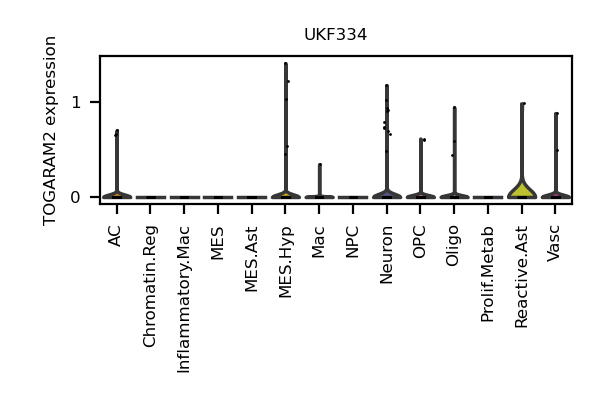 UKF334
TOGARAM2 expression
1
0
AC
Chromatin.Reg
Inflammatory.Mac
MES
MES.Ast
MES.Hyp
Mac
NPC
Neuron
OPC
Oligo
Prolif.Metab
Reactive.Ast
Vasc